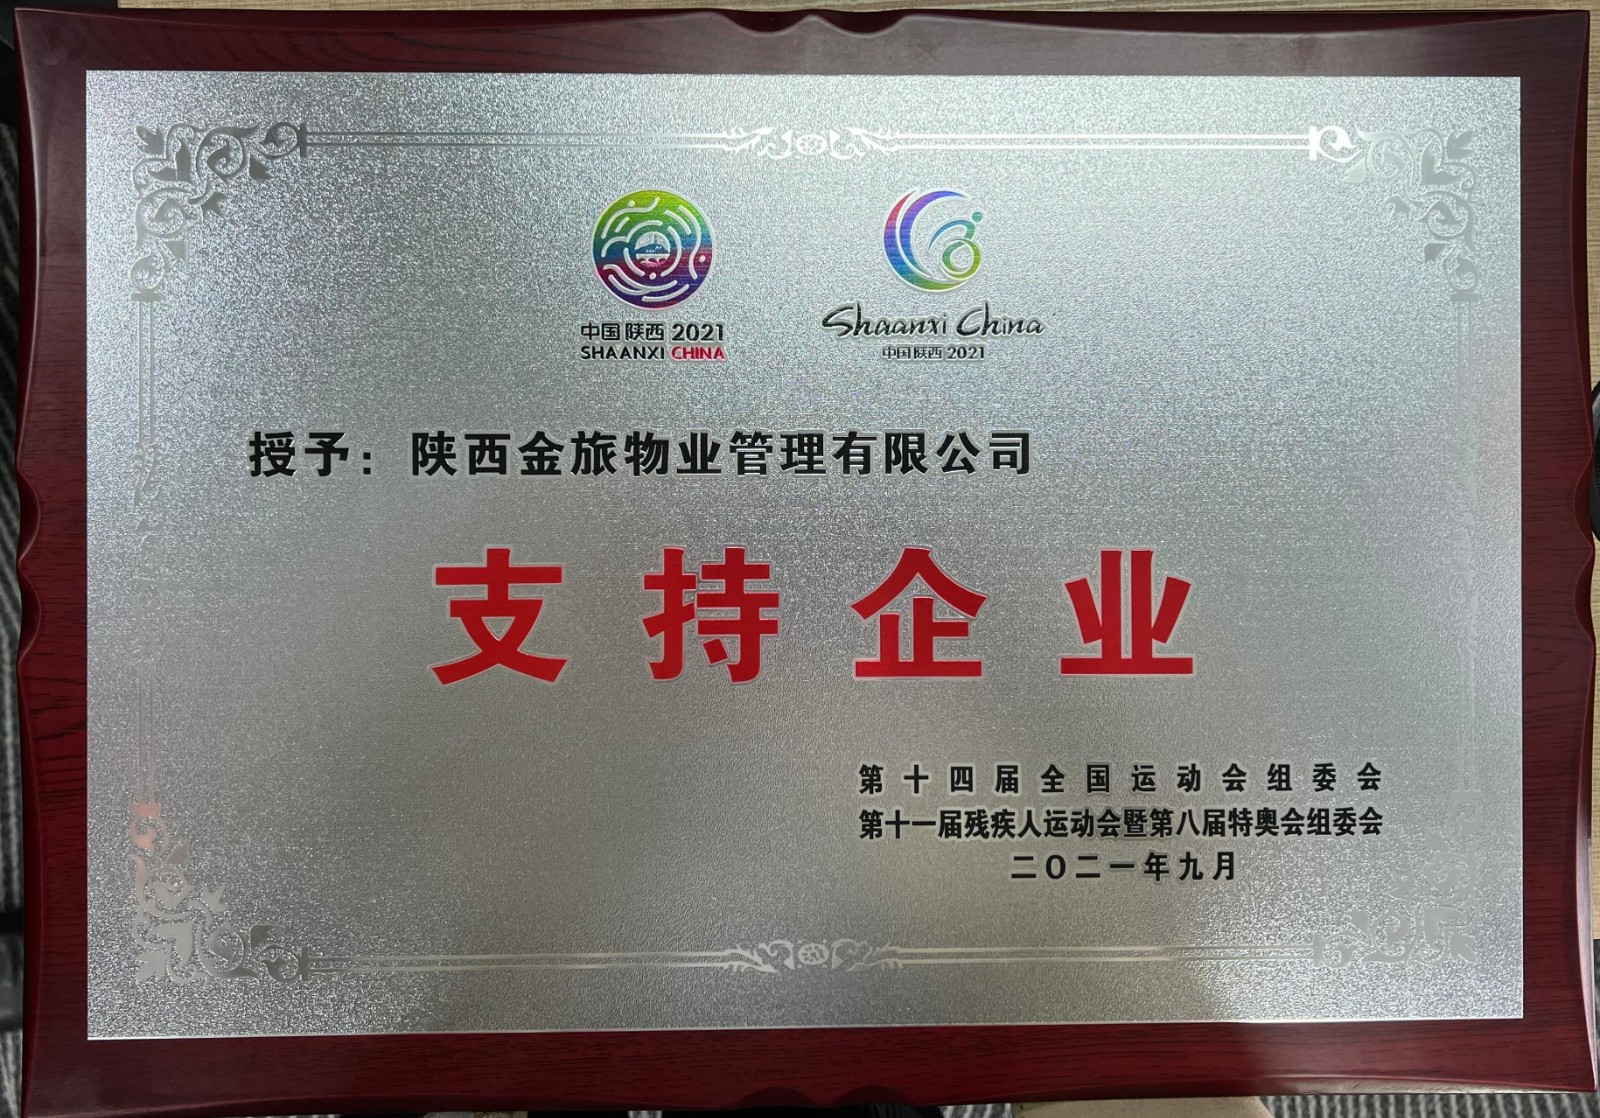 中国 陕西 2021
SHAANXI CHINA
Shaanxi China
中国 陕西 2021
授予：陕西金旅物业管理有限公司
支持企业
第十四届全国运动会组委会
第十一届残疾人运动会暨第八届特奥会组委会
二〇二一年九月